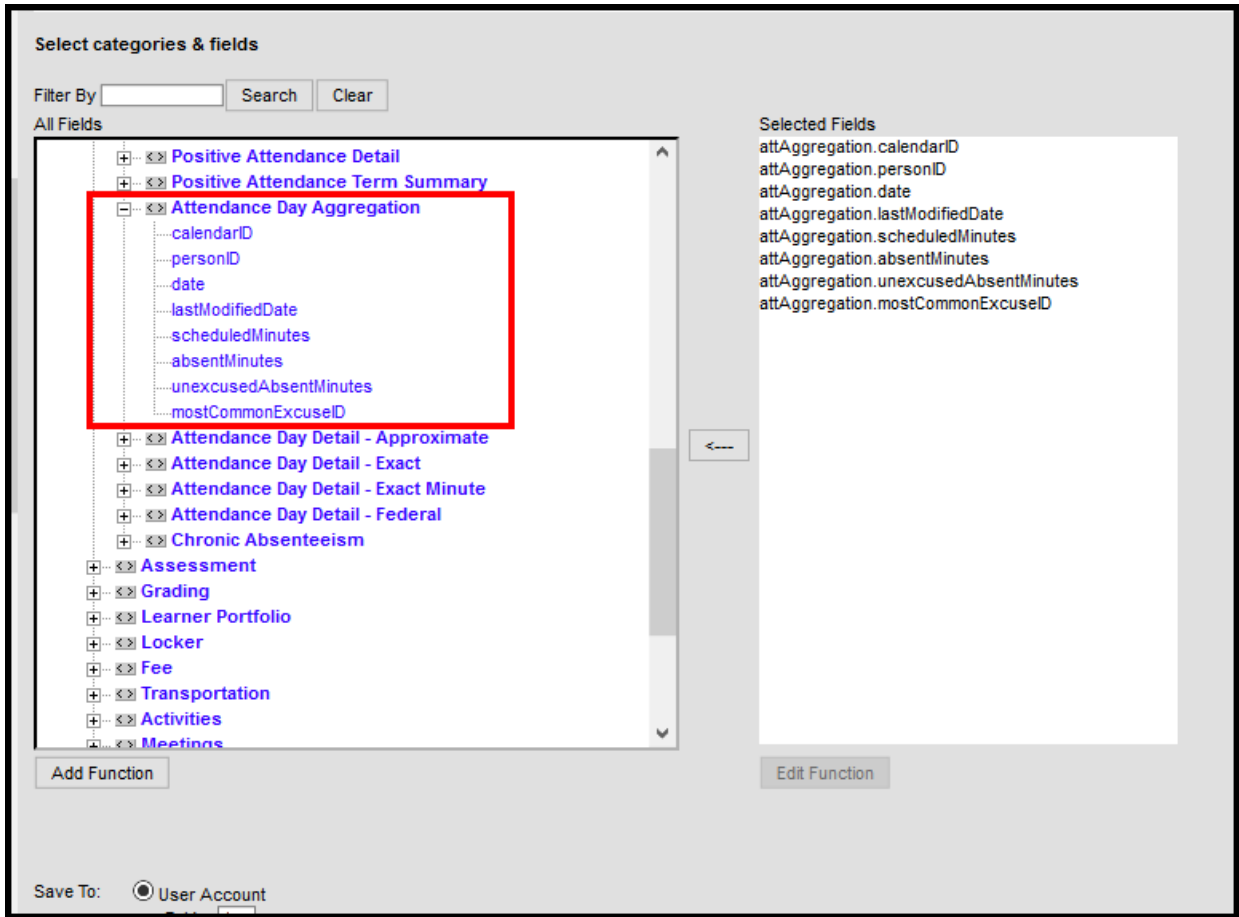 Select categories & fields
Filter By
Search
Clear
All Fields
Positive Attendance Detail
Positive Attendance Term Summary
Attendance Day Aggregation
calendarID
personID
date
lastModifiedDate
scheduledMinutes
absentMinutes
unexcusedAbsentMinutes
mostCommonExcuseID
Attendance Day Detail - Approximate
Attendance Day Detail - Exact
Attendance Day Detail - Exact Minute
Attendance Day Detail - Federal
Chronic Absenteeism
Assessment
Grading
Learner Portfolio
Locker
Fee
Transportation
Activities
Meetings
Add Function
<---
Selected Fields
attAggregation.calendarID
attAggregation.personID
attAggregation.date
attAggregation.lastModifiedDate
attAggregation.scheduledMinutes
attAggregation.absentMinutes
attAggregation.unexcusedAbsentMinutes
attAggregation.mostCommonExcuseID
Edit Function
Save To:
User Account